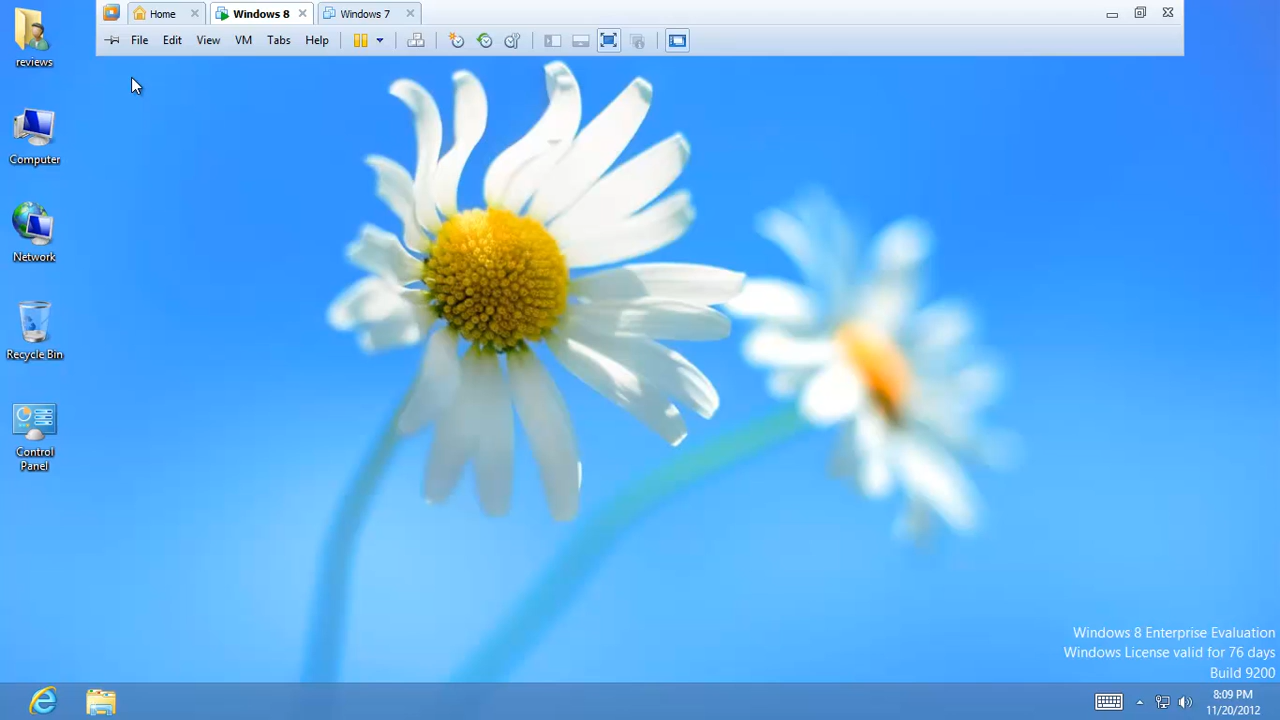 Home
Windows 8
Windows 7
File
Edit
View
VM
Tabs
Help
reviews
Computer
Network
Recycle Bin
Control
Panel
Windows 8 Enterprise Evaluation
Windows License valid for 76 days
Build 9200
8:09 PM
11/20/2012